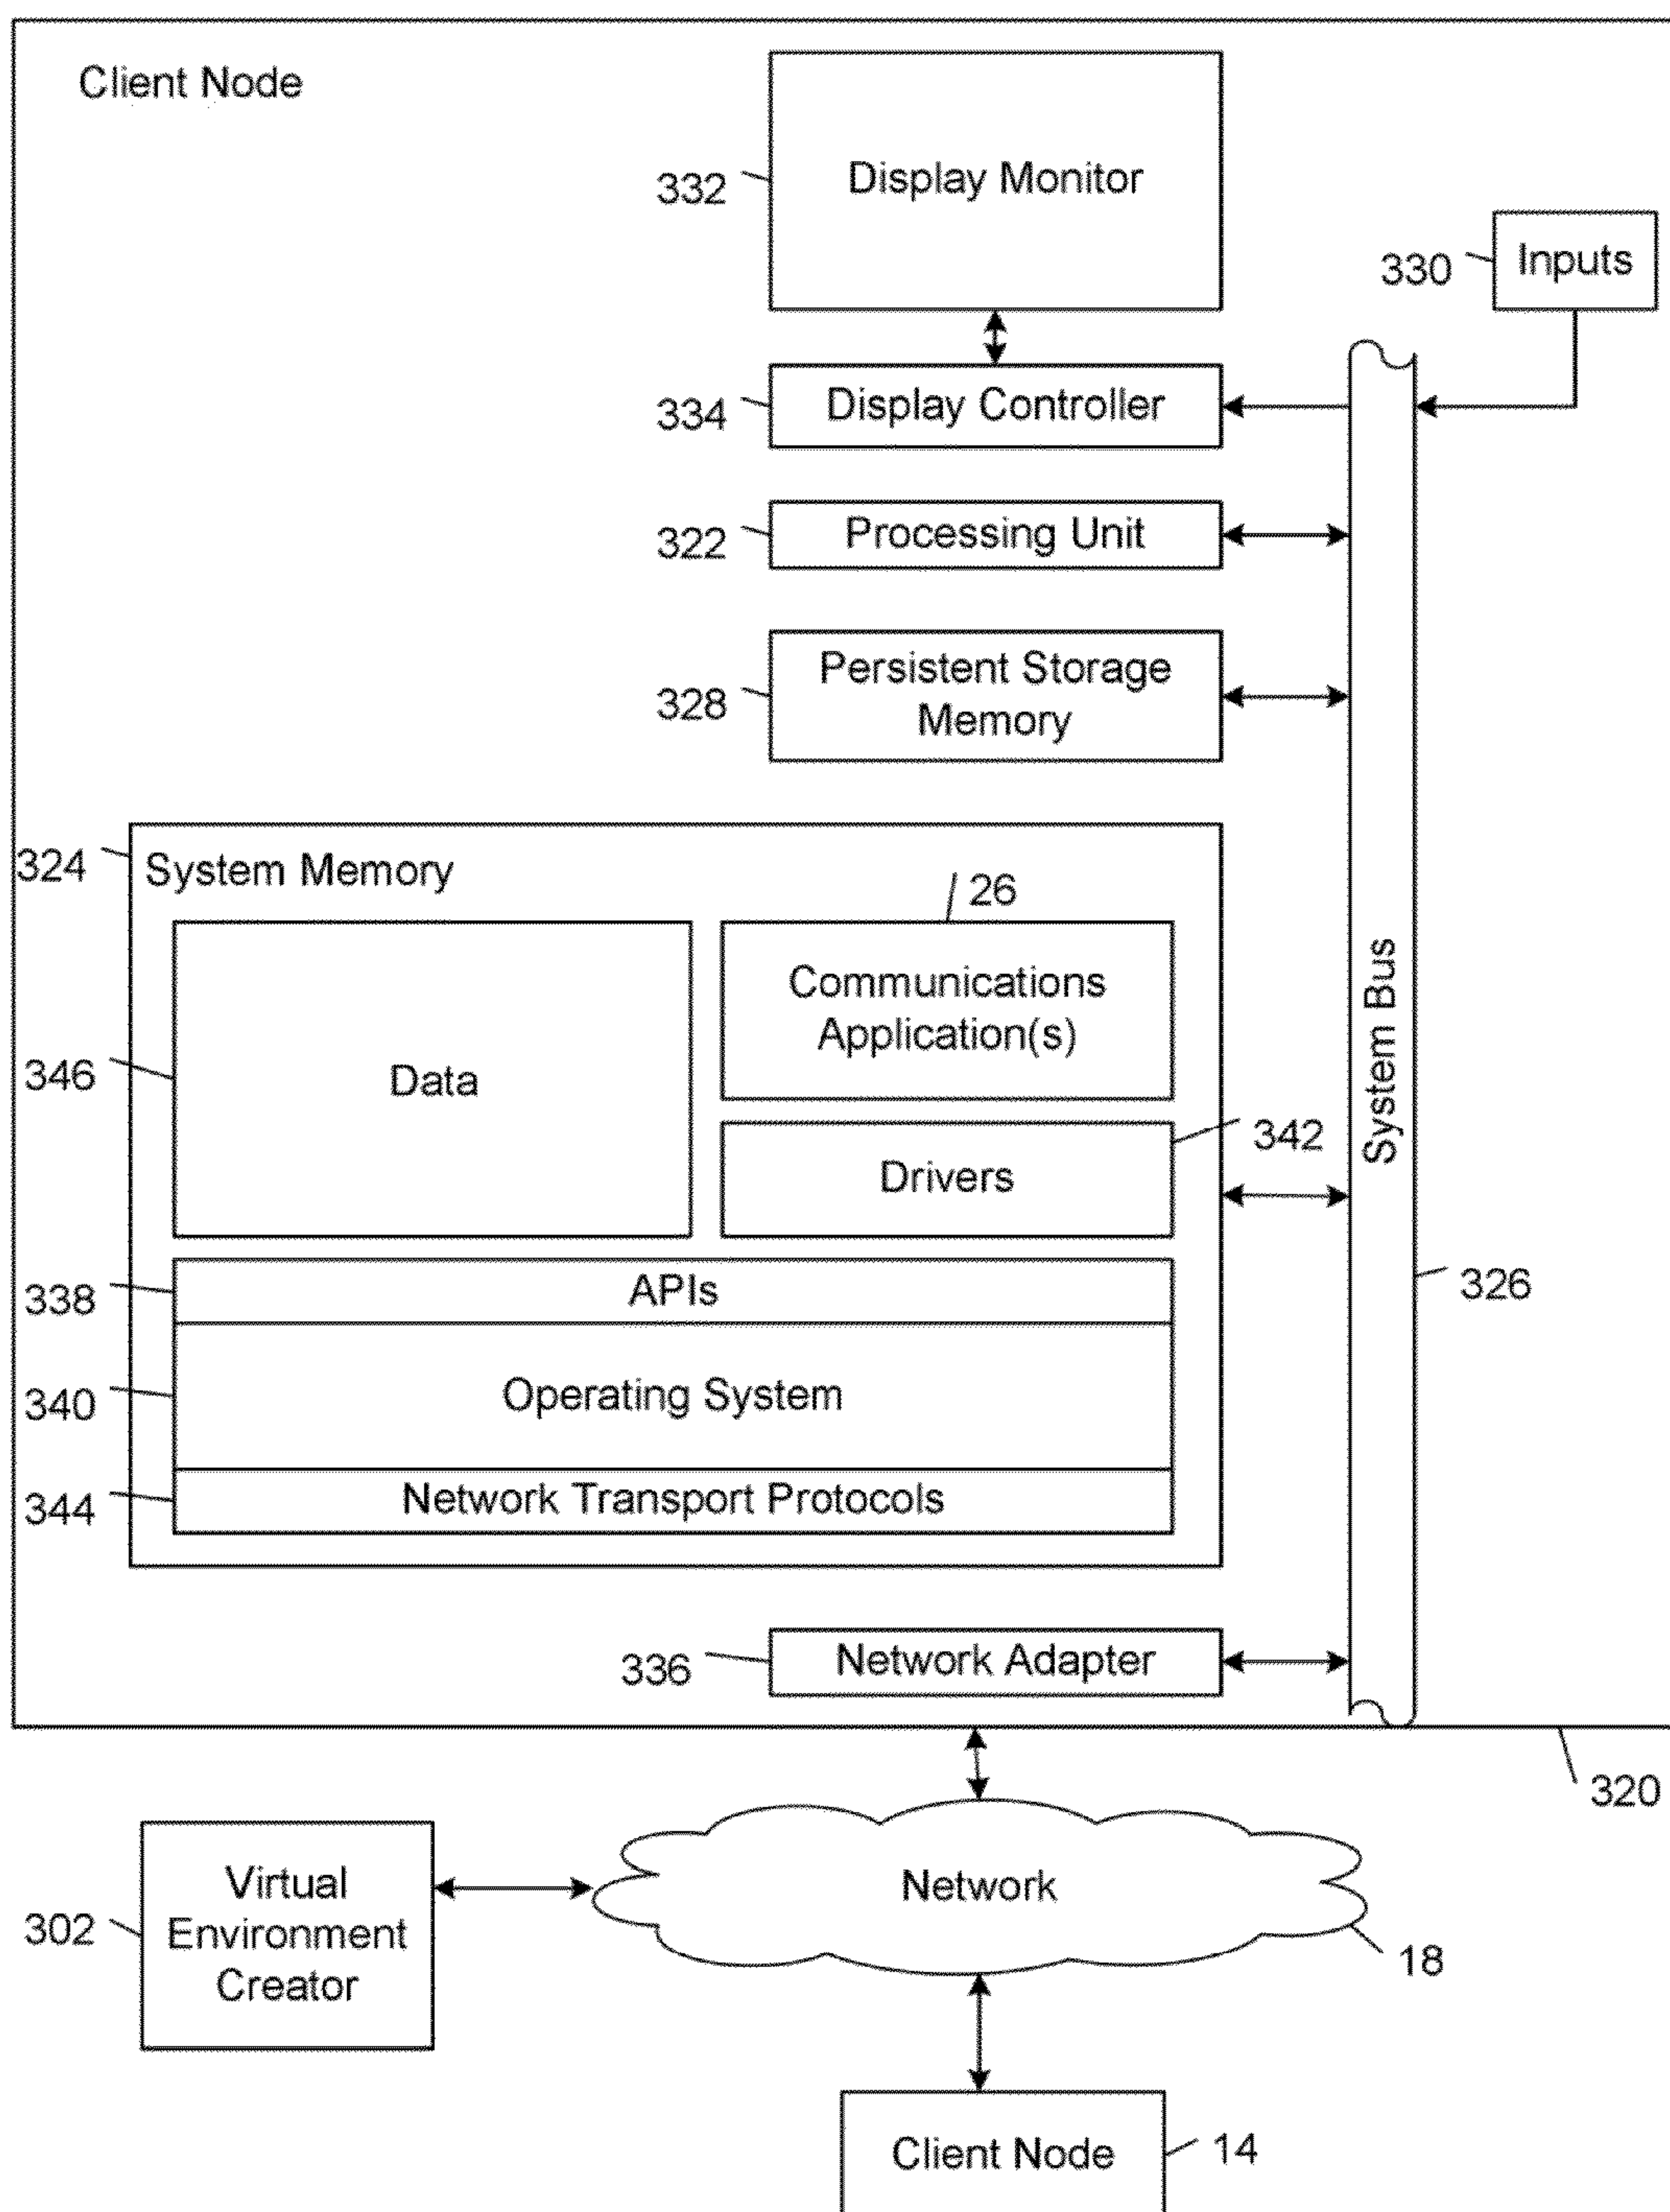 Client Node
Display Monitor
332
Inputs
330
Display Controller
334
Processing Unit
322
Persistent Storage
Memory
328
324
System Memory
26
Communications
Application(s)
System Bus
346
Data
342
Drivers
338
APIs
326
340
Operating System
344
Network Transport Protocols
336
Network Adapter
320
Virtual
Environment
Creator
302
Network
18
Client Node
14